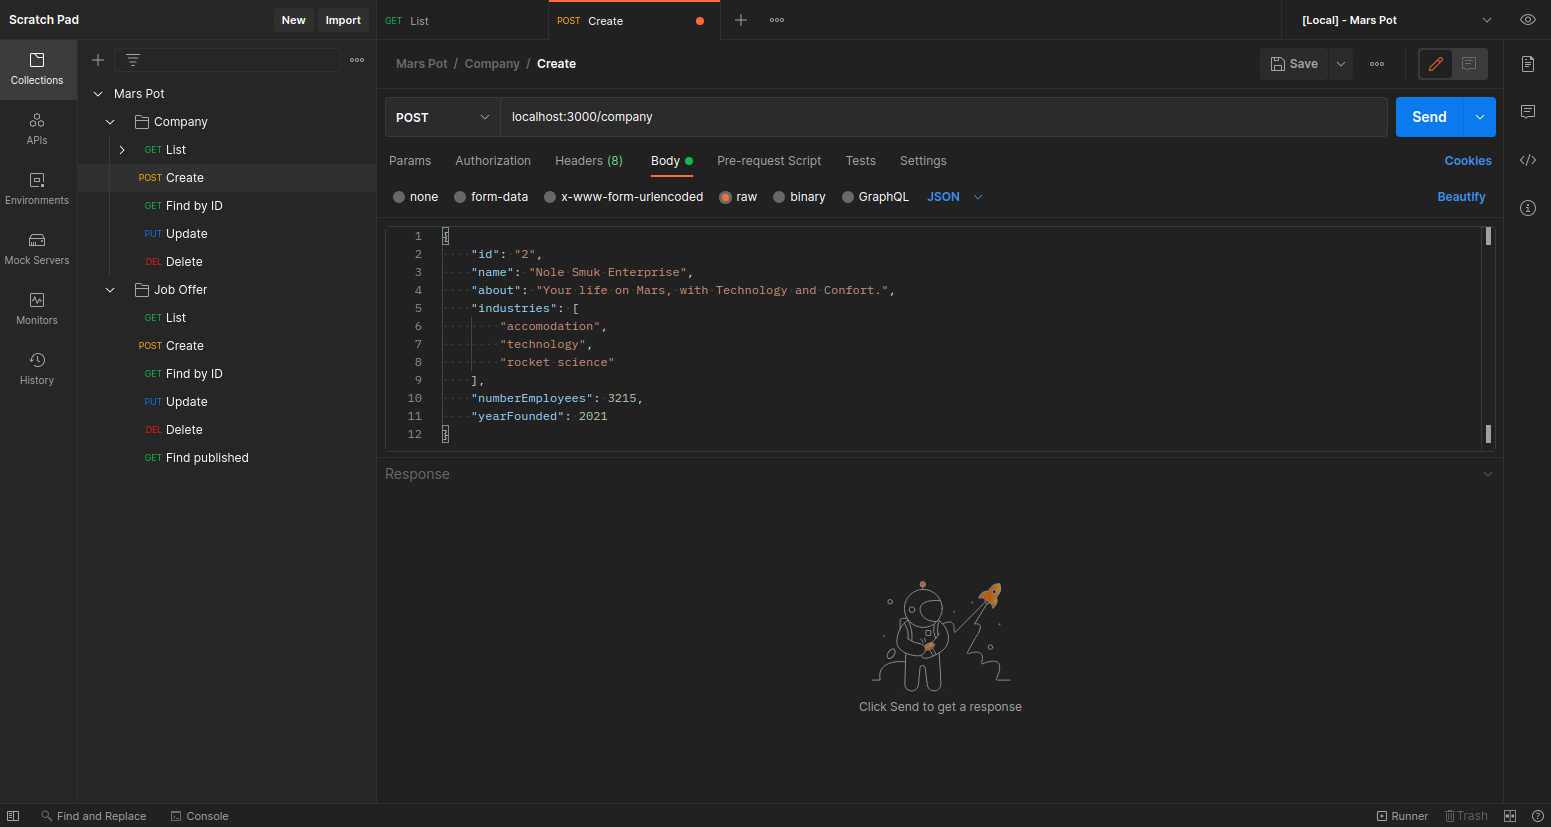 Scratch Pad
New
Import
GET List
POST Create
[Local] - Mars Pot
Collections
APIs
Environments
Mock Servers
Monitors
History
Mars Pot
Company
GET List
POST Create
GET Find by ID
PUT Update
DEL Delete
Job Offer
GET List
POST Create
GET Find by ID
PUT Update
DEL Delete
GET Find published
Mars Pot / Company / Create
Save
POST
localhost:3000/company
Send
Params Authorization Headers (8) Body Pre-request Script Tests Settings
Cookies
none form-data x-www-form-urlencoded raw binary GraphQL JSON
Beautify
1 {
2 "id": "2",
3 "name": "Nole Smuk Enterprise",
4 "about": "Your life on Mars, with Technology and Confort.",
5 "industries": [
6 "accomodation",
7 "technology",
8 "rocket science"
9 ],
10 "numberEmployees": 3215,
11 "yearFounded": 2021
12 }
Response
Click Send to get a response
Find and Replace
Console
Runner
Trash